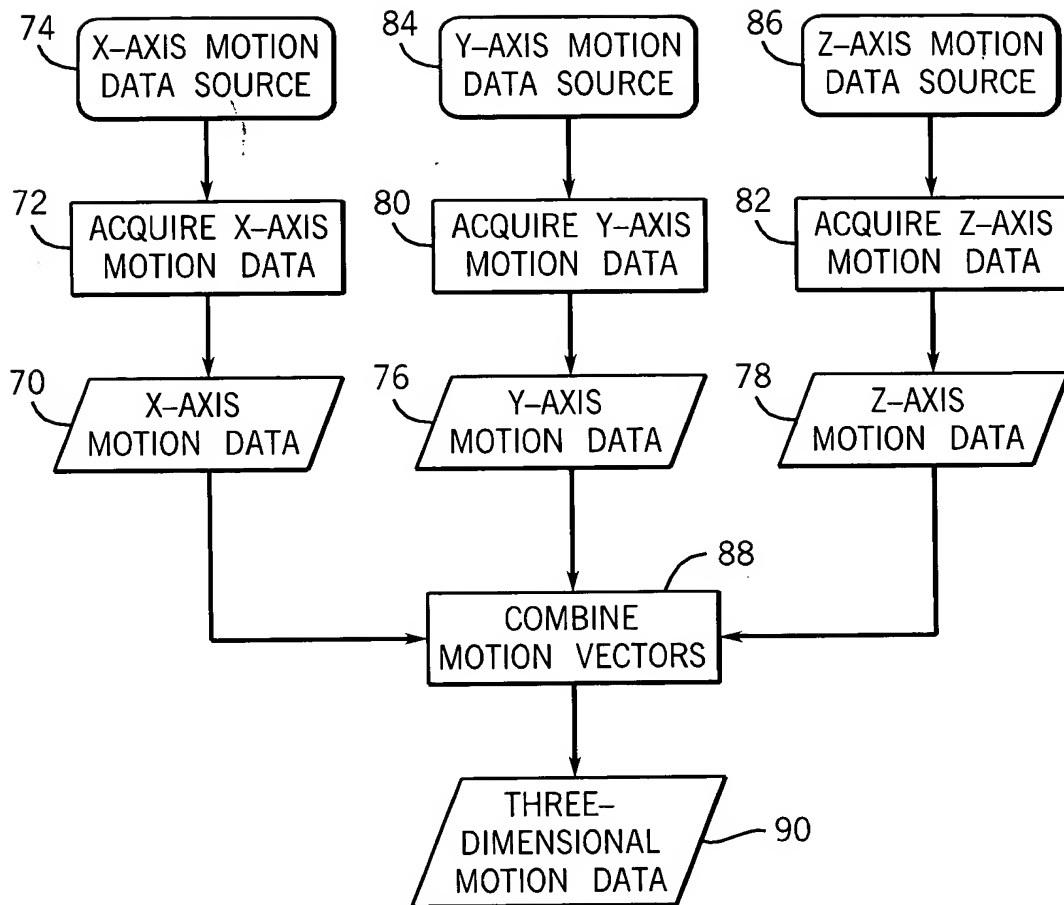 74
X–AXIS MOTION
DATA SOURCE
84
Y–AXIS MOTION
DATA SOURCE
86
Z–AXIS MOTION
DATA SOURCE
72
ACQUIRE X–AXIS
MOTION DATA
80
ACQUIRE Y–AXIS
MOTION DATA
82
ACQUIRE Z–AXIS
MOTION DATA
70
X–AXIS
MOTION DATA
76
Y–AXIS
MOTION DATA
78
Z–AXIS
MOTION DATA
88
COMBINE
MOTION VECTORS
THREE–
DIMENSIONAL
MOTION DATA
90